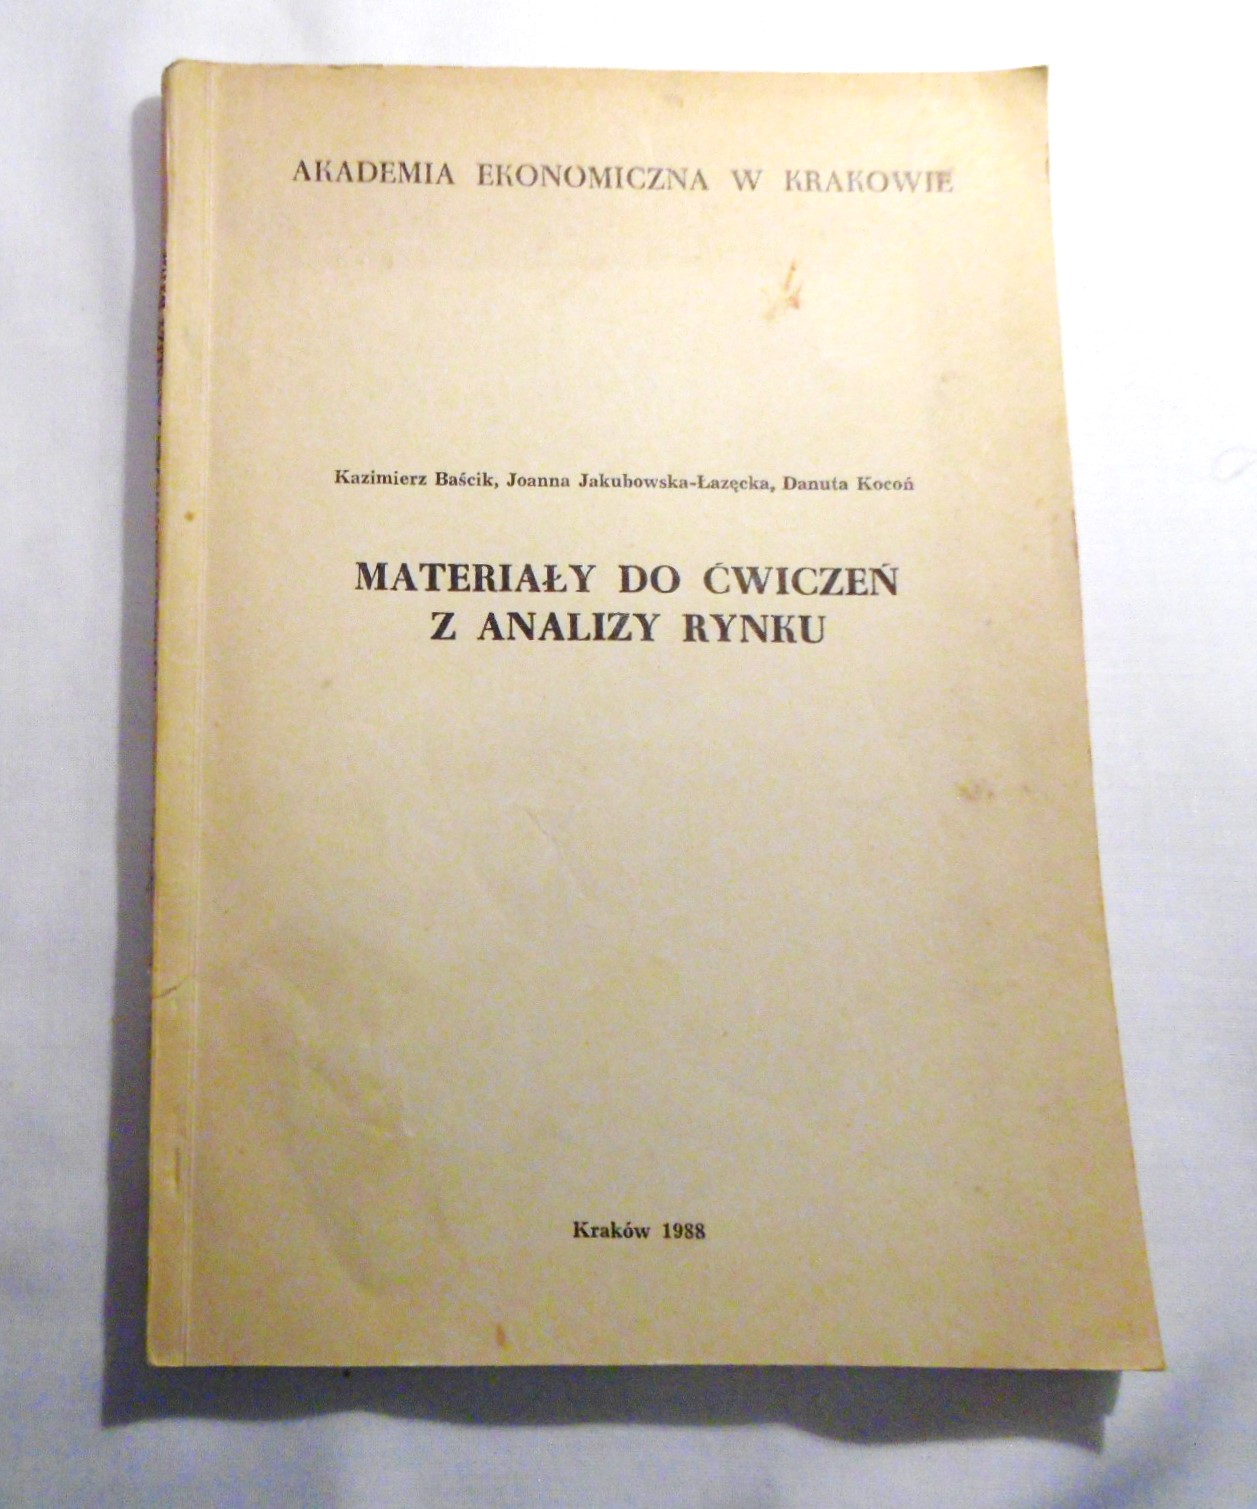 AKADEMIA EKONOMICZNA W KRAKOWIE
Kazimierz Baścik, Joanna Jakubowska-Łazęcka, Danuta Kocoń
MATERIAŁY DO ĆWICZEŃ
Z ANALIZY RYNKU
Kraków 1988